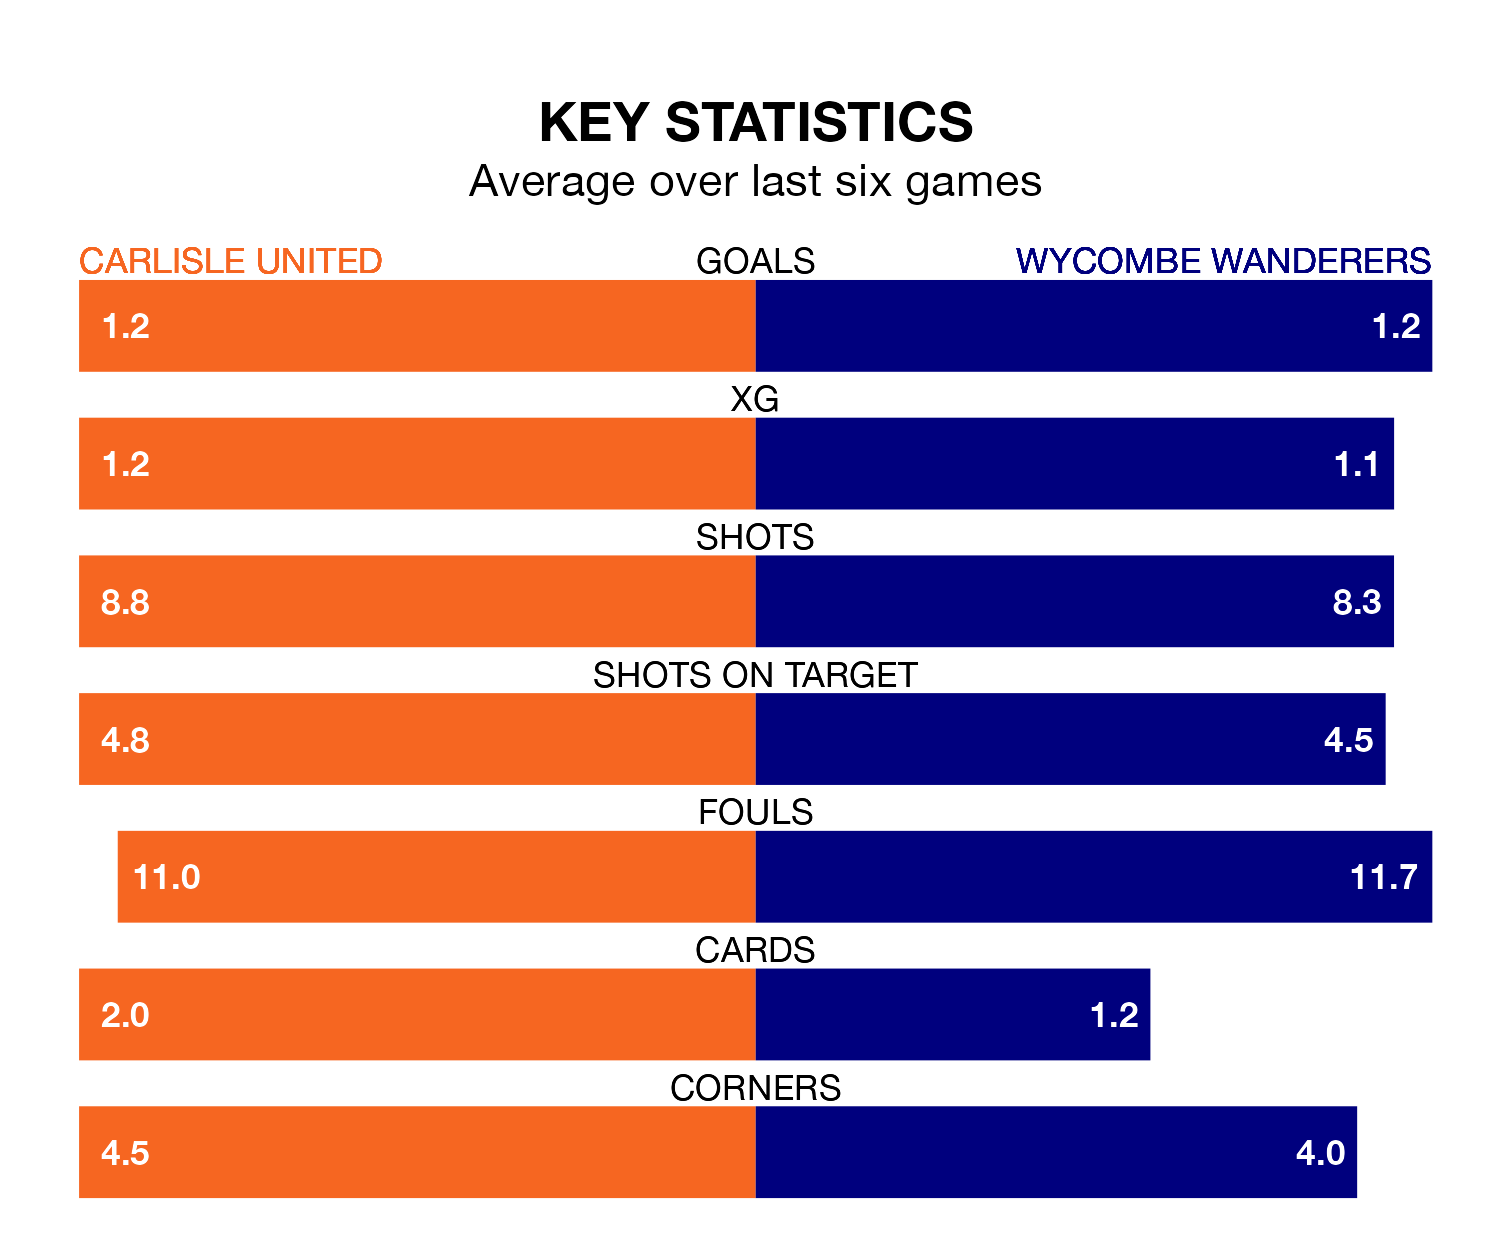 KEY STATISTICS
Average over last six games
CARLISLE UNITED GOALS WYCOMBE WANDERERS
1.2 1.2
XG
1.2 1.1
SHOTS
8.8 8.3
SHOTS ON TARGET
4.8 4.5
FOULS
11.0 11.7
CARDS
2.0 1.2
CORNERS
4.5 4.0